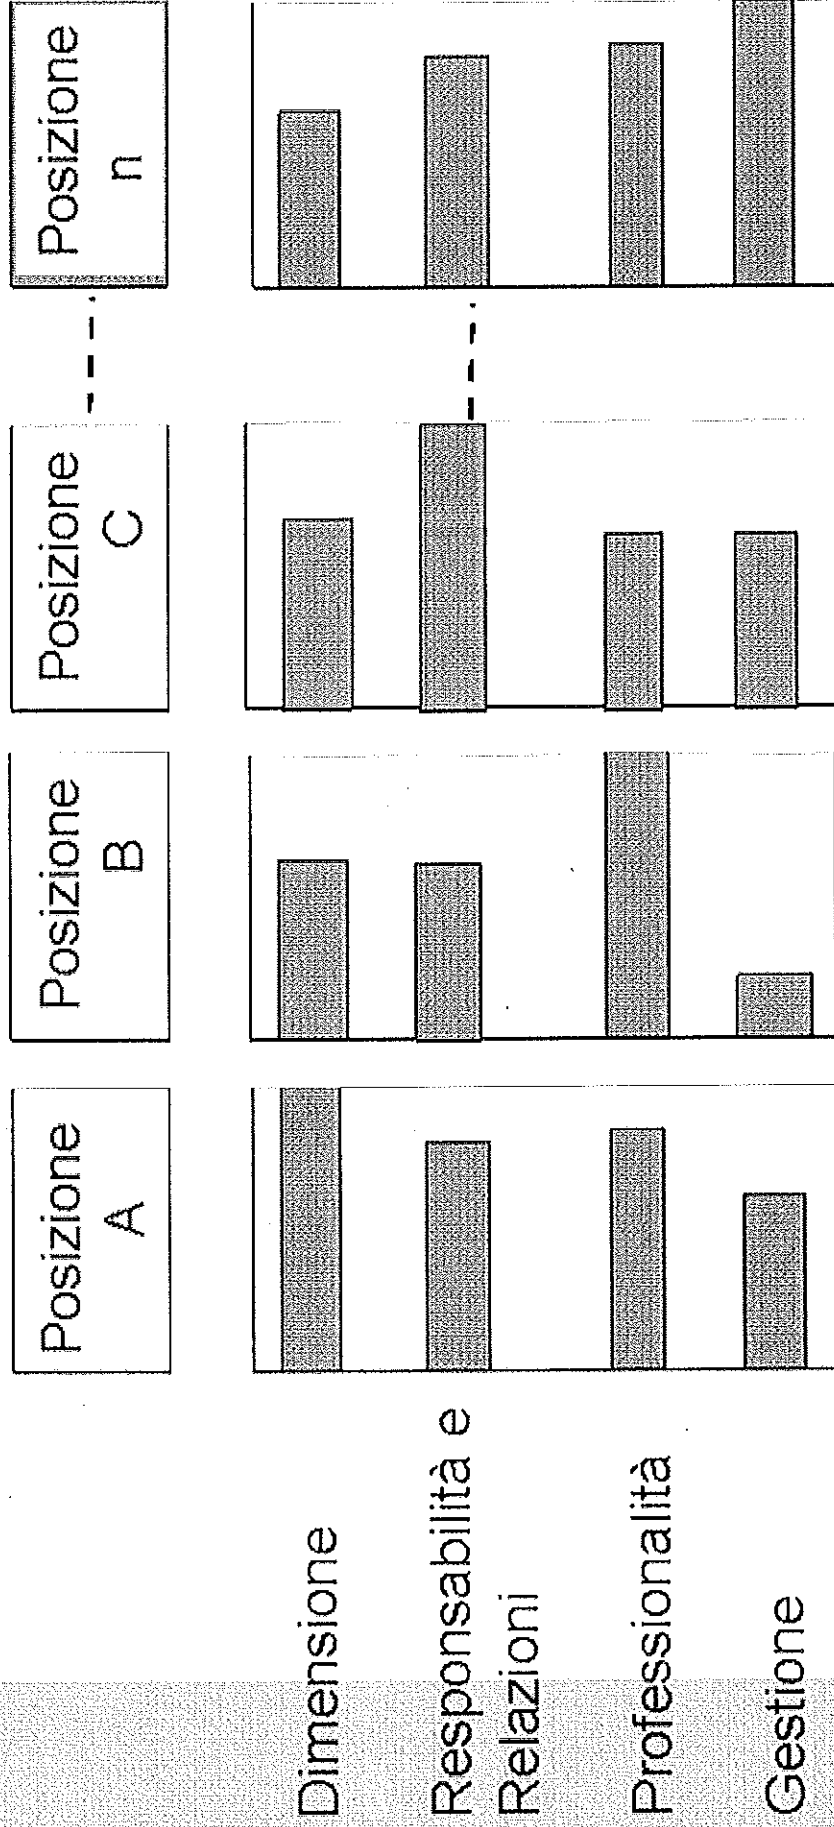 Posizione
A
Posizione
B
Posizione
C
Posizione
n
Dimensione
Responsabilità e
Relazioni
Professionalità
Gestione